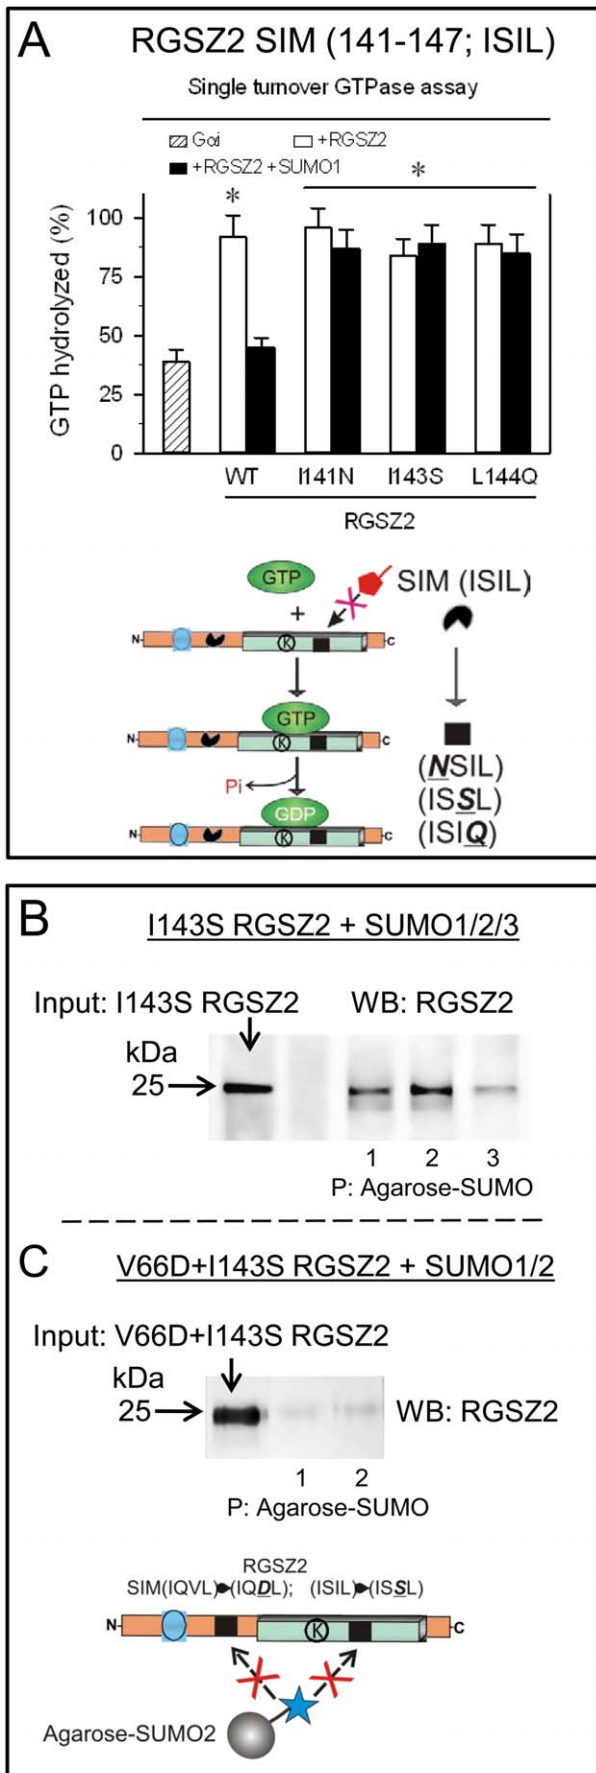 A
RGSZ2 SIM (141-147; ISIL)
Single turnover GTPase assay
Gαi
+RGSZ2
+RGSZ2 +SUMO1
*
*
GTP hydrolyzed (%)
100
75
50
25
0
WT I141N I143S L144Q
RGSZ2
GTP
SIM (ISIL)
+
N- K -C
GTP
N- K -C
(NSIL)
Pi
(ISSL)
GDP
(ISIQ)
N- K -C
B
I143S RGSZ2 + SUMO1/2/3
Input: I143S RGSZ2 WB: RGSZ2
kDa
25
1 2 3
P: Agarose-SUMO
C
V66D+I143S RGSZ2 + SUMO1/2
Input: V66D+I143S RGSZ2
kDa
25
WB: RGSZ2
1 2
P: Agarose-SUMO
RGSZ2
SIM(IQVL) (IQDL); (ISIL) (ISSL)
N- K -C
Agarose-SUMO2